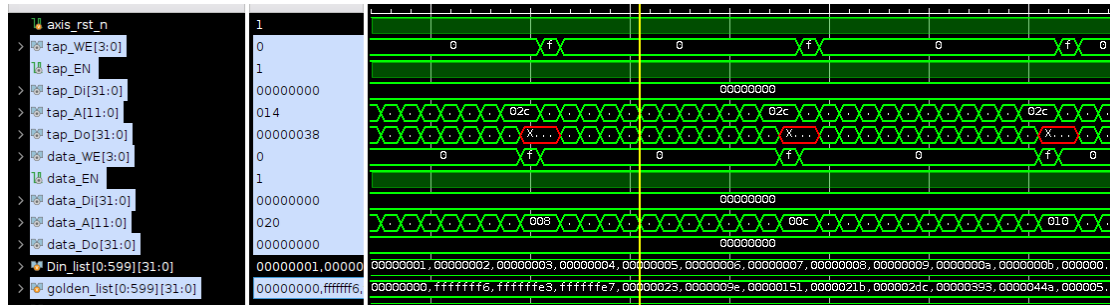 axis_rst_n 1
tap_WE[3:0] 0 0 f 0 f 0 f 0
tap_EN 1
tap_Di[31:0] 00000000 00000000
tap_A[11:0] 014 02c 02c 02c
tap_Do[31:0] 00000038 X... X... X...
data_WE[3:0] 0 0 f 0 f 0 f 0
data_EN 1
data_Di[31:0] 00000000 00000000
data_A[11:0] 020 008 00c 010
data_Do[31:0] 00000000 00000000
Din_list[0:599][31:0] 00000001,00000 00000001,00000002,00000003,00000004,00000005,00000006,00000007,00000008,00000009,0000000a,0000000b,000000
golden_list[0:599][31:0] 00000000,fffffff6, 00000000,fffffff6,ffffffe3,ffffffe7,00000023,0000009e,00000151,0000021b,000002dc,00000393,0000044a,00005